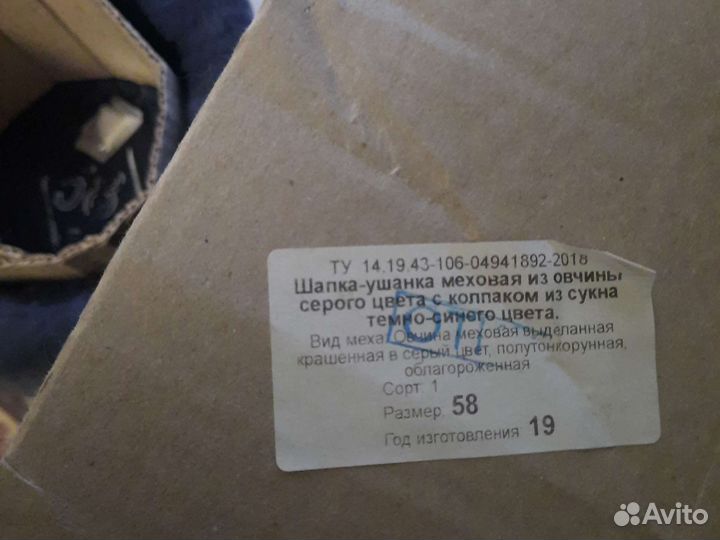 ТУ 14.19.43-106-04941892-2018
Шапка-ушанка меховая из овчины
серого цвета с колпаком из сукна
темно-синего цвета.
Вид меха: Овчина меховая выделанная
крашенная в серый цвет, полутонкорунная,
облагороженная
Сорт: 1
Размер: 58
Год изготовления: 19
ОТК
Avito